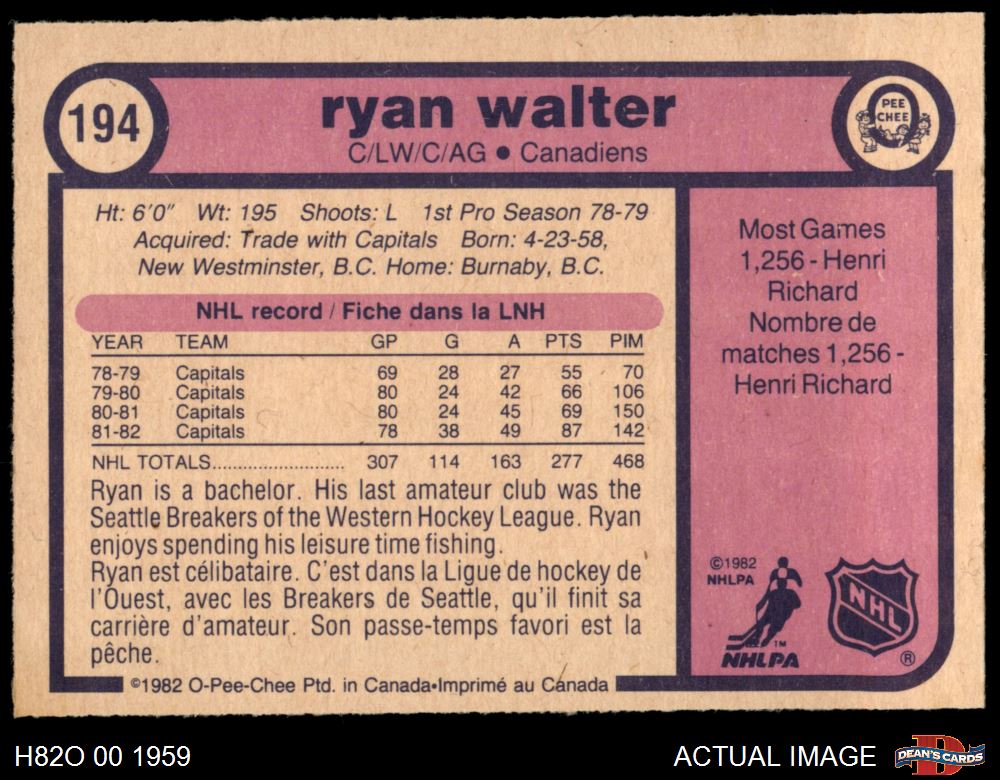 194
ryan walter
C/LW/C/AG ● Canadiens
O
PEE
CHEE
Ht: 6'0" Wt: 195 Shoots: L 1st Pro Season 78-79
Acquired: Trade with Capitals Born: 4-23-58,
New Westminster, B.C. Home: Burnaby, B.C.
NHL record / Fiche dans la LNH
YEAR TEAM GP G A PTS PIM
78-79 Capitals 69 28 27 55 70
79-80 Capitals 80 24 42 66 106
80-81 Capitals 80 24 45 69 150
81-82 Capitals 78 38 49 87 142
NHL TOTALS.......................... 307 114 163 277 468
Ryan is a bachelor. His last amateur club was the
Seattle Breakers of the Western Hockey League. Ryan
enjoys spending his leisure time fishing.
Ryan est célibataire. C'est dans la Ligue de hockey de
l'Ouest, avec les Breakers de Seattle, qu'il finit sa
carrière d'amateur. Son passe-temps favori est la
pêche.
©1982 O-Pee-Chee Ptd. in Canada•Imprimé au Canada
Most Games
1,256 - Henri
Richard
Nombre de
matches 1,256 -
Henri Richard
©1982
NHLPA
TM
NHLPA
NHL
®
H82O 00 1959
ACTUAL IMAGE
D
DEAN'S CARDS